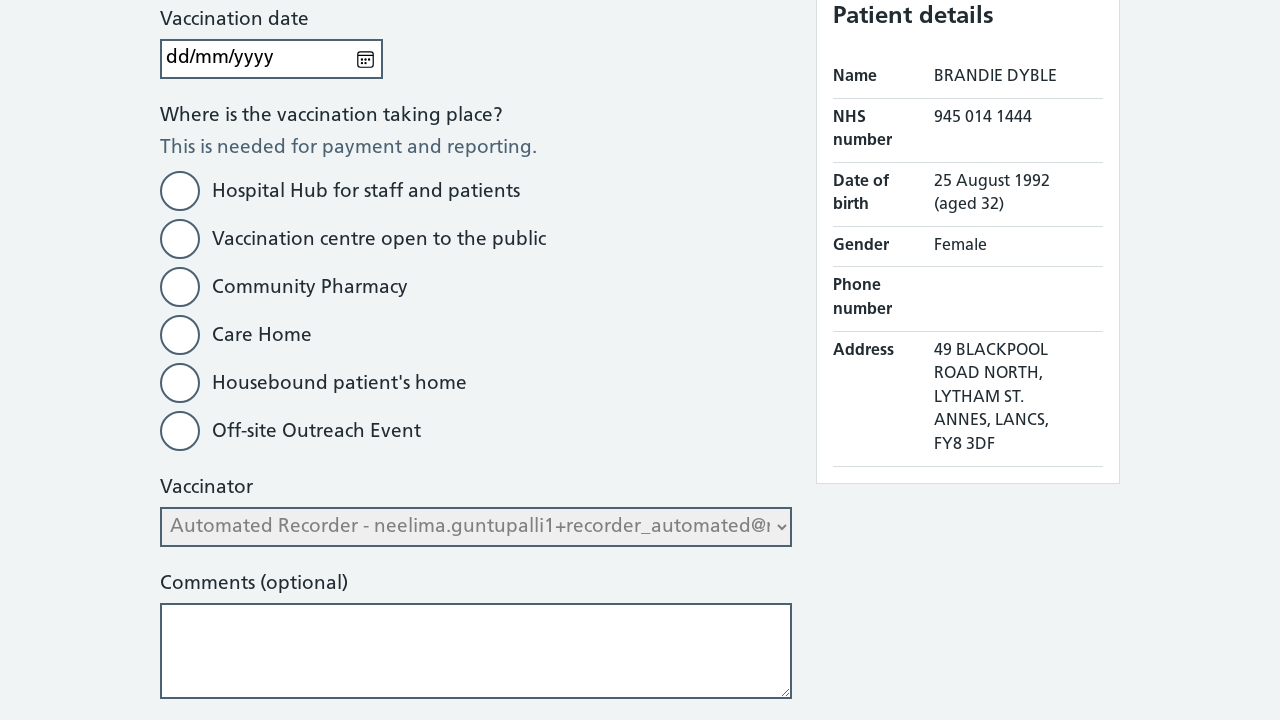 Vaccination date
dd/mm/yyyy
Where is the vaccination taking place?
This is needed for payment and reporting.
Hospital Hub for staff and patients
Vaccination centre open to the public
Community Pharmacy
Care Home
Housebound patient's home
Off-site Outreach Event
Vaccinator
Automated Recorder - neelima.guntupalli1+recorder_automated@
Comments (optional)
Patient details
Name BRANDIE DYBLE
NHS number 945 014 1444
Date of birth 25 August 1992
(aged 32)
Gender Female
Phone number
Address 49 BLACKPOOL
ROAD NORTH,
LYTHAM ST.
ANNES, LANCS,
FY8 3DF